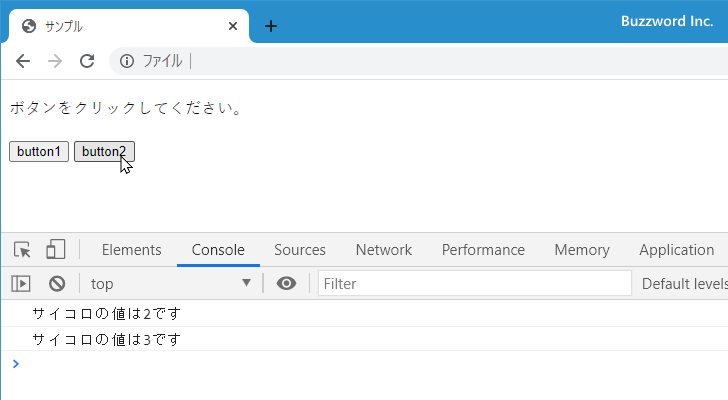 サンプル
Buzzword Inc.
ファイル
ボタンをクリックしてください。
button1 button2
Elements Console Sources Network Performance Memory Application
top Filter Default levels
サイコロの値は2です
サイコロの値は3です